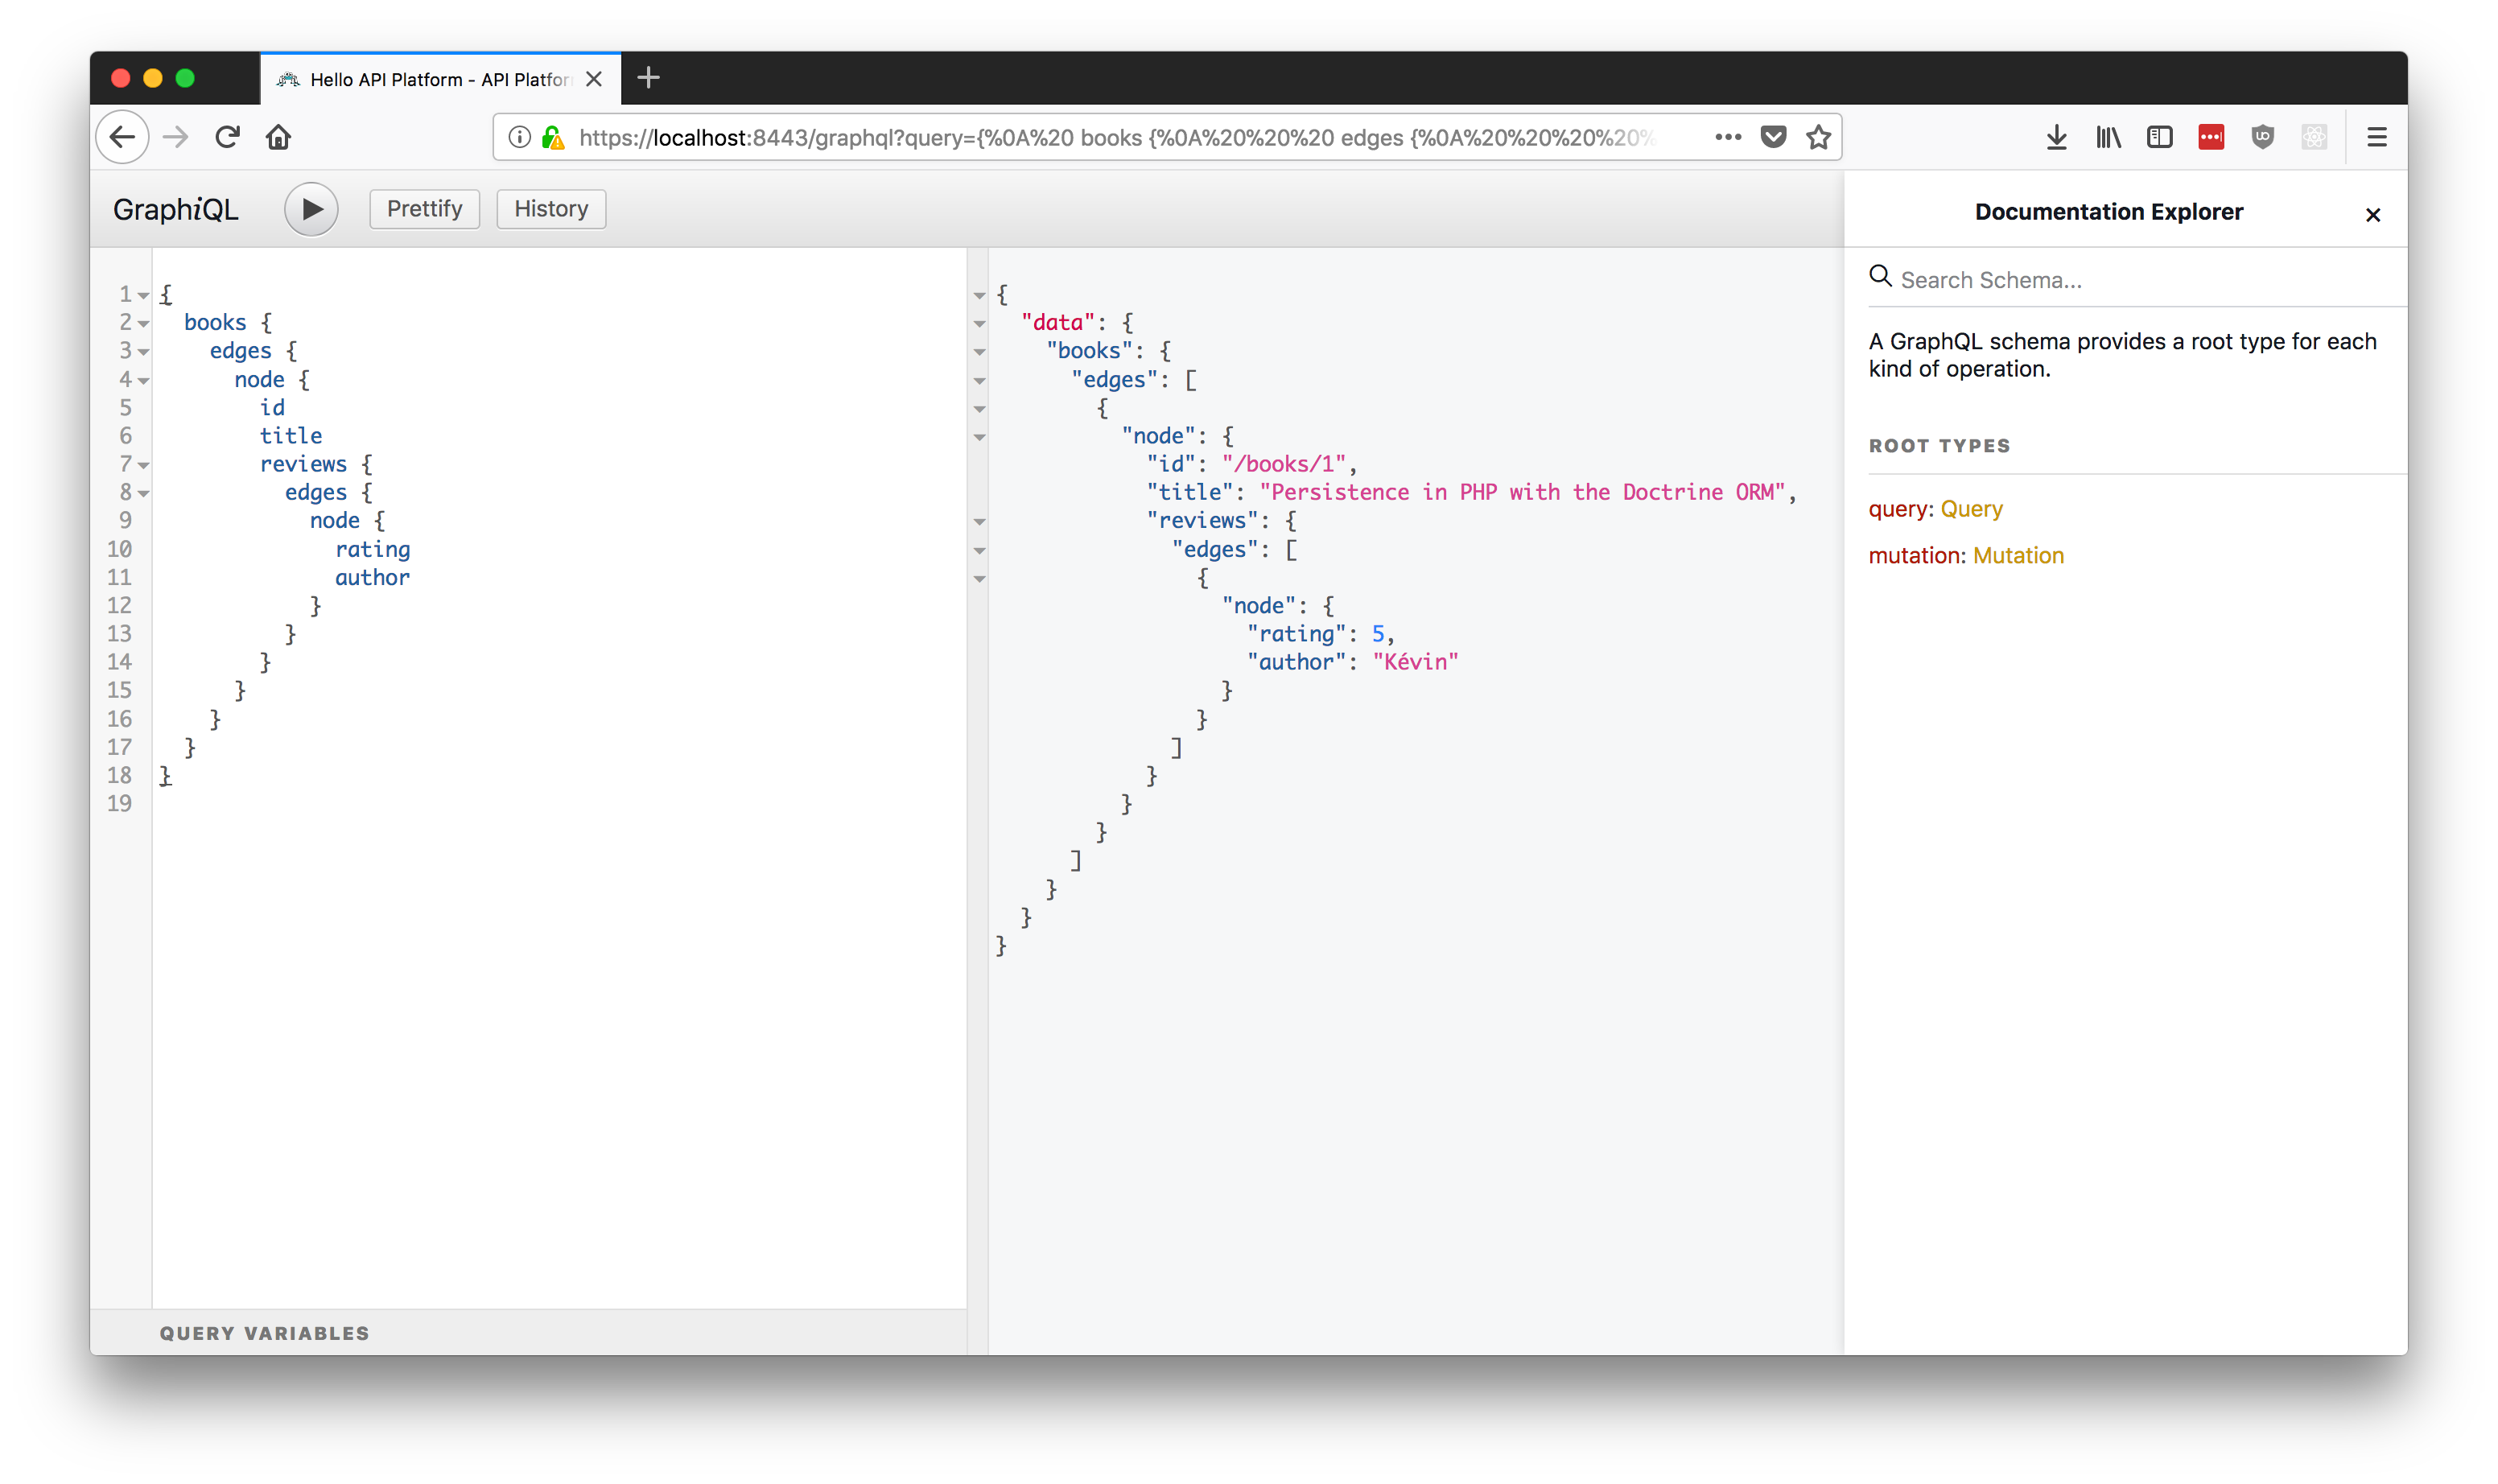 Hello API Platform - API Platfor
https://localhost:8443/graphql?query={%0A%20 books {%0A%20%20%20 edges {%0A%20%20%20%20%20%
GraphiQL
Prettify
History
Documentation Explorer
Search Schema...
A GraphQL schema provides a root type for each
kind of operation.
ROOT TYPES
query: Query
mutation: Mutation
1 {
2 books {
3 edges {
4 node {
5 id
6 title
7 reviews {
8 edges {
9 node {
10 rating
11 author
12 }
13 }
14 }
15 }
16 }
17 }
18 }
19
{
"data": {
"books": {
"edges": [
{
"node": {
"id": "/books/1",
"title": "Persistence in PHP with the Doctrine ORM",
"reviews": {
"edges": [
{
"node": {
"rating": 5,
"author": "Kévin"
}
}
]
}
}
}
]
}
}
}
QUERY VARIABLES